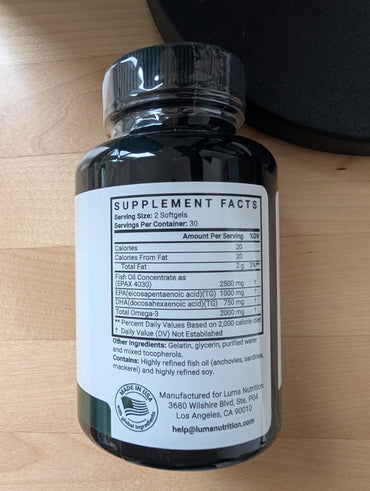 SUPPLEMENT FACTS
Serving Size: 2 Softgels
Servings Per Container: 30
Amount Per Serving %DV
Calories 20
Calories From Fat 20
Total Fat 2 g 3%**
Fish Oil Concentrate as
(EPAX 4030) 2500 mg †
EPA(eicosapentaenoic acid)(TG) 1000 mg †
DHA(docosahexaenoic acid)(TG) 750 mg †
Total Omega-3 2000 mg †
** Percent Daily Values Based on 2,000 calorie diet
† Daily Value (DV) Not Established
Other Ingredients: Gelatin, glycerin, purified water
and mixed tocopherols.
Contains: Highly refined fish oil (anchovies, sardines,
mackerel) and highly refined soy.
MADE IN USA
with global ingredients
Manufactured for Luma Nutrition
3680 Wilshire Blvd, Ste. P04
Los Angeles, CA 90010
help@lumanutrition.com